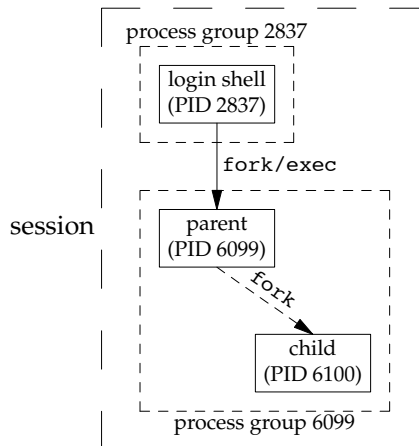 process group 2837
login shell
(PID 2837)
fork/exec
session
parent
(PID 6099)
fork
child
(PID 6100)
process group 6099